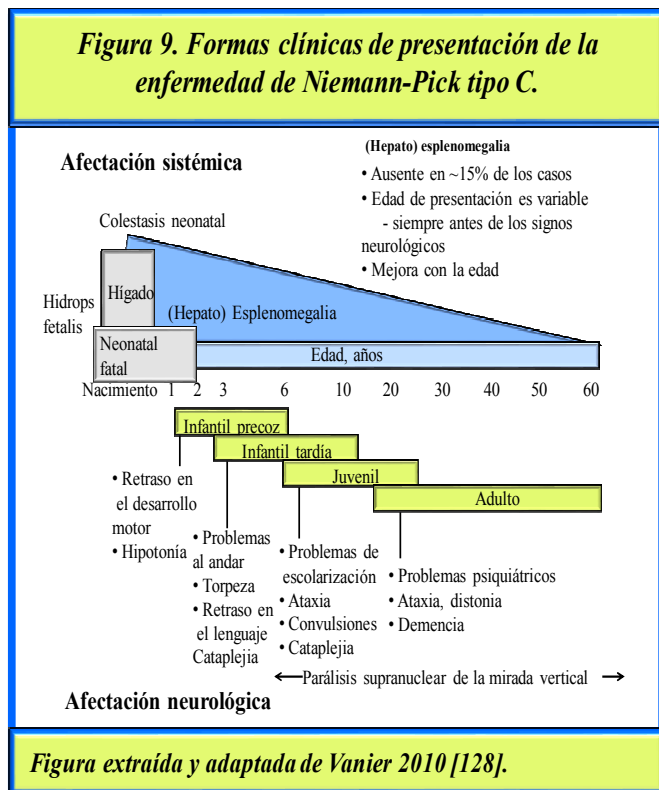 Figura 9. Formas clínicas de presentación de la
enfermedad de Niemann-Pick tipo C.
Afectación sistémica
(Hepato) esplenomegalia
• Ausente en ~15% de los casos
• Edad de presentación es variable
- siempre antes de los signos
neurológicos
• Mejora con la edad
Colestasis neonatal
Hidrops
fetalis
Hígado
(Hepato) Esplenomegalia
Neonatal
fatal
Edad, años
Nacimiento 1 2 3 6 10 20 30 40 50 60
Infantil precoz
Infantil tardía
Juvenil
Adulto
• Retraso en
el desarrollo
motor
• Hipotonía
• Problemas
al andar
• Torpeza
• Retraso en
el lenguaje
Cataplejia
• Problemas de
escolarización
• Ataxia
• Convulsiones
• Cataplejia
• Problemas psiquiátricos
• Ataxia, distonia
• Demencia
Parálisis supranuclear de la mirada vertical
Afectación neurológica
Figura extraída y adaptada de Vanier 2010 [128].